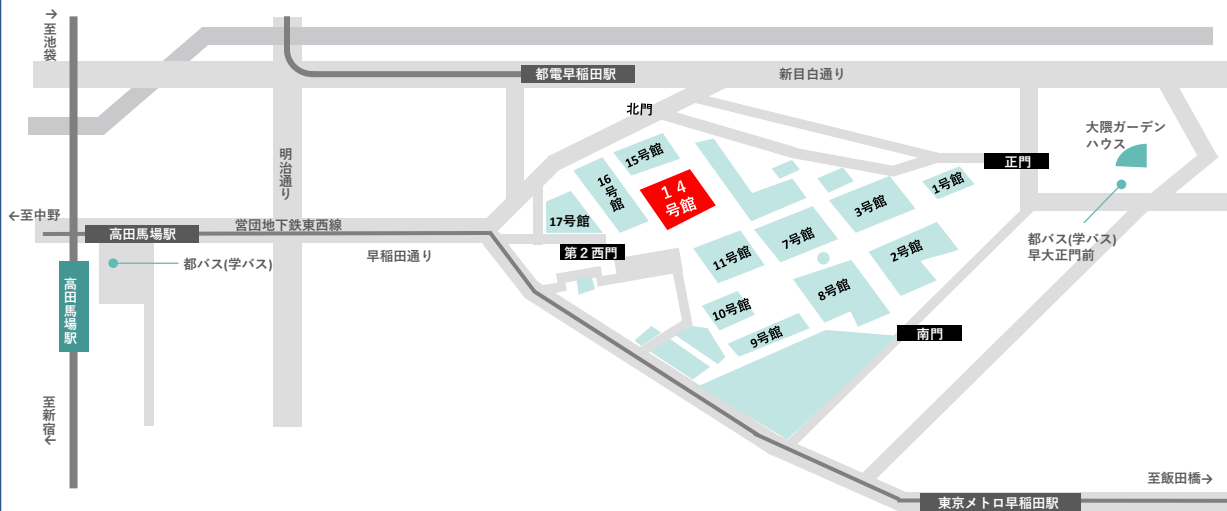 →
至池袋
都電早稲田駅
新目白通り
北門
大隈ガーデン
ハウス
明治通り
15号館
正門
16号館
１４
号館
1号館
3号館
←至中野
17号館
営団地下鉄東西線
高田馬場駅
7号館
都バス(学バス)
早大正門前
早稲田通り
第２西門
11号館
2号館
都バス(学バス)
高田馬場駅
8号館
10号館
9号館
南門
至新宿
←
至飯田橋→
東京メトロ早稲田駅